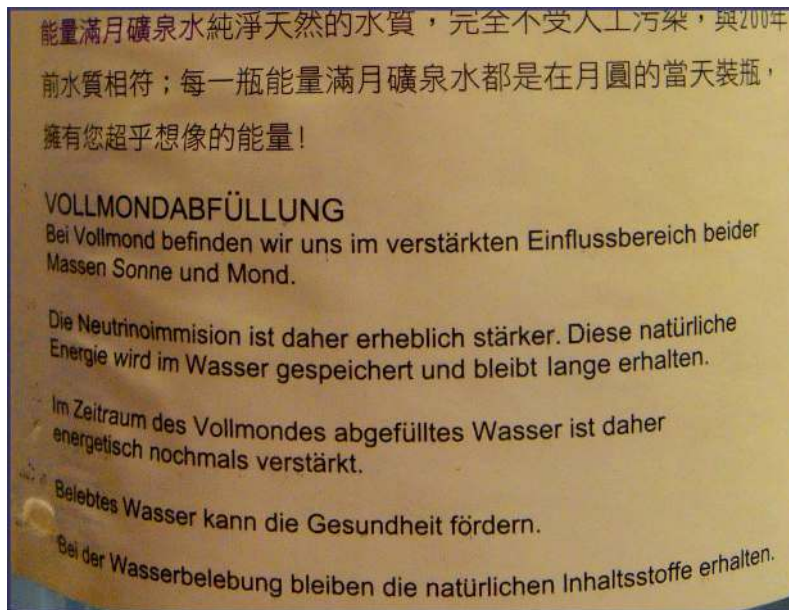 能量滿月礦泉水純淨天然的水質，完全不受人工污染，與200年
前水質相符；每一瓶能量滿月礦泉水都是在月圓的當天裝瓶，
擁有您超乎想像的能量！
VOLLMONDABFÜLLUNG
Bei Vollmond befinden wir uns im verstärkten Einflussbereich beider
Massen Sonne und Mond.
Die Neutrinoimmision ist daher erheblich stärker. Diese natürliche
Energie wird im Wasser gespeichert und bleibt lange erhalten.
Im Zeitraum des Vollmondes abgefülltes Wasser ist daher
energetisch nochmals verstärkt.
Belebtes Wasser kann die Gesundheit fördern.
Bei der Wasserbelebung bleiben die natürlichen Inhaltsstoffe erhalten.